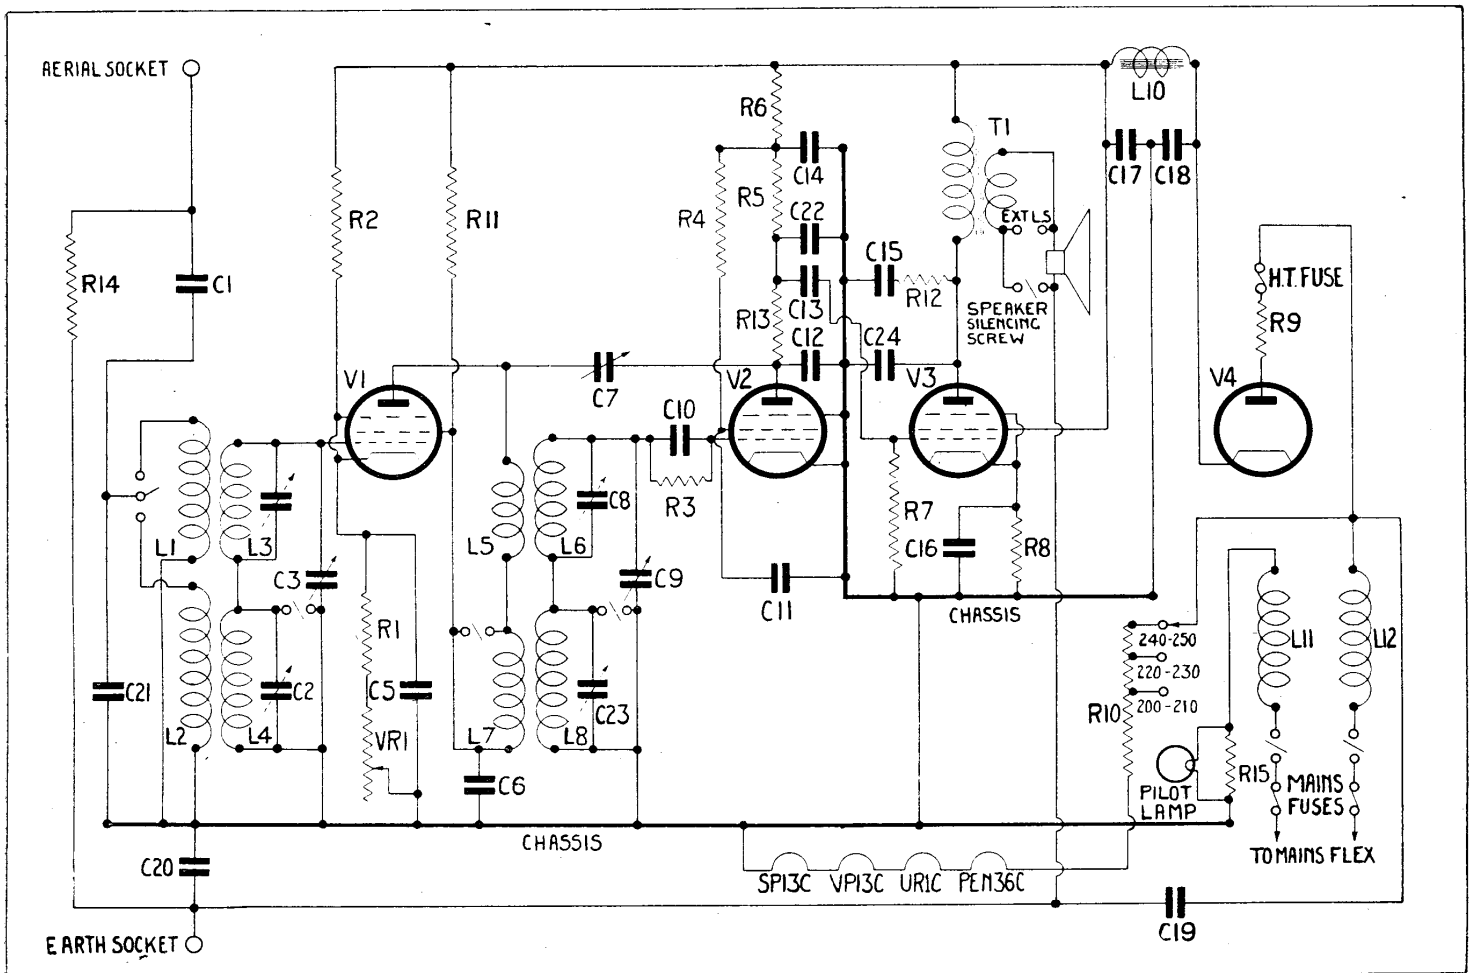 AERIAL SOCKET
L10
R6
T1
C14
C17
C18
R5
R4
R2
R11
C22
EXT.L.S
C15
R14
C1
C13
R12
H.T. FUSE
SPEAKER
SILENCING
SCREW
R13
C12
C24
R9
V1
C7
V2
V3
V4
C10
R3
C8
R7
C16
R8
L1
L3
L5
L6
C3
C9
C11
CHASSIS
R1
240-250
220-230
200-210
L11
L12
C21
C2
C5
C23
R10
L2
L4
VR1
L7
L8
C6
PILOT
LAMP
R15
MAINS
FUSES
CHASSIS
TO MAINS FLEX
C20
SP13C
VP13C
UR1C
PEN36C
C19
EARTH SOCKET